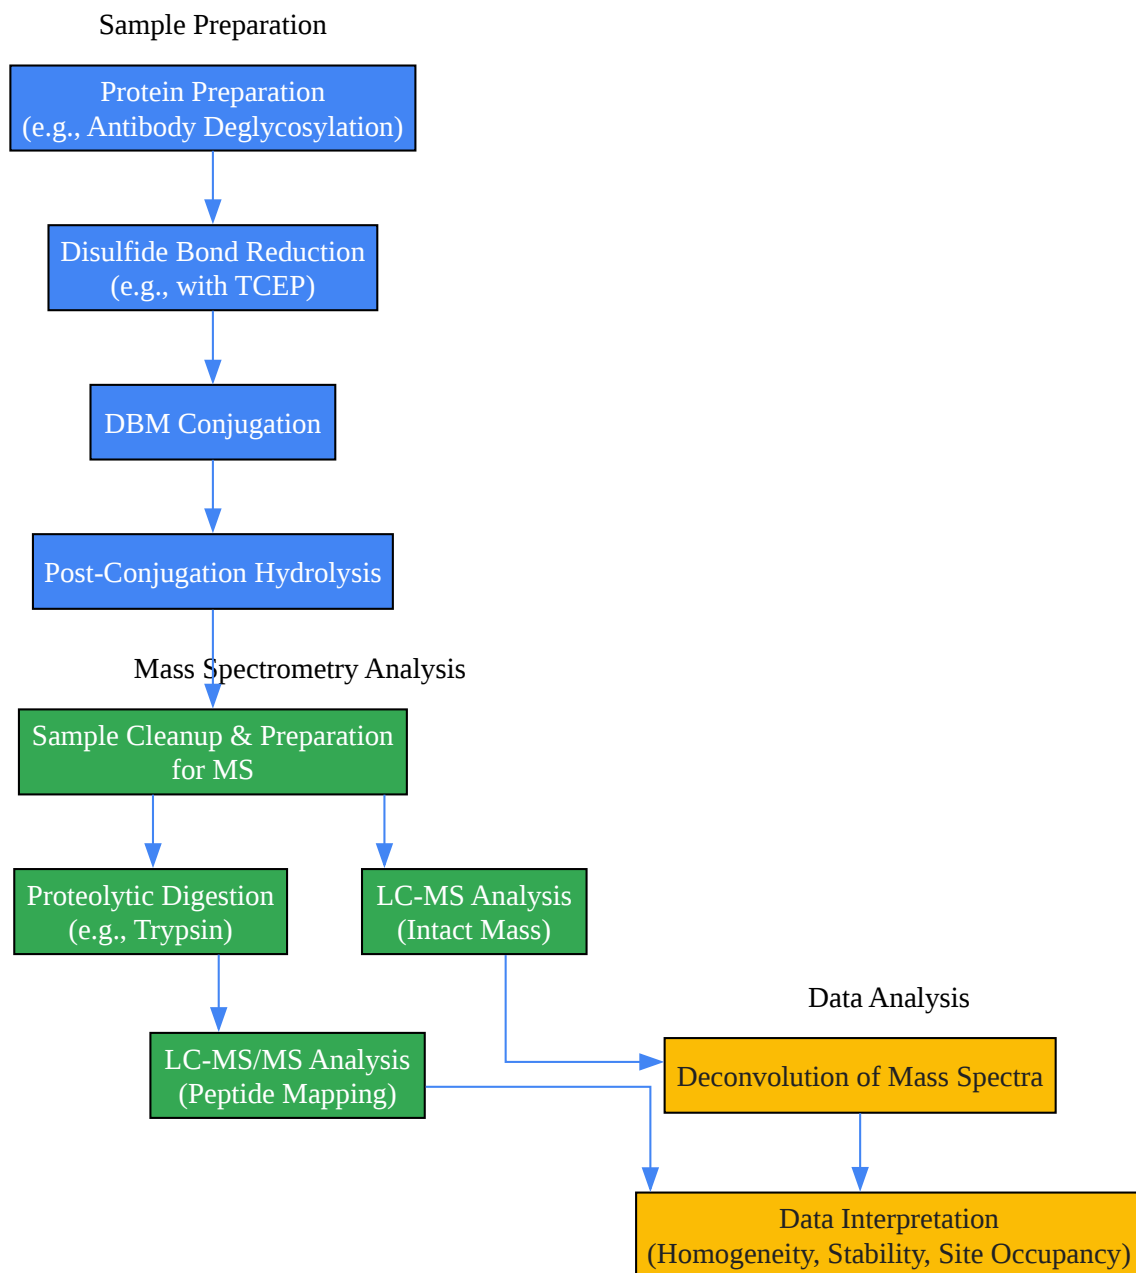 Sample Preparation
Protein Preparation
(e.g., Antibody Deglycosylation)
Disulfide Bond Reduction
(e.g., with TCEP)
DBM Conjugation
Post-Conjugation Hydrolysis
Mass Spectrometry Analysis
Sample Cleanup & Preparation
for MS
Proteolytic Digestion
(e.g., Trypsin)
LC-MS Analysis
(Intact Mass)
LC-MS/MS Analysis
(Peptide Mapping)
Data Analysis
Deconvolution of Mass Spectra
Data Interpretation
(Homogeneity, Stability, Site Occupancy)